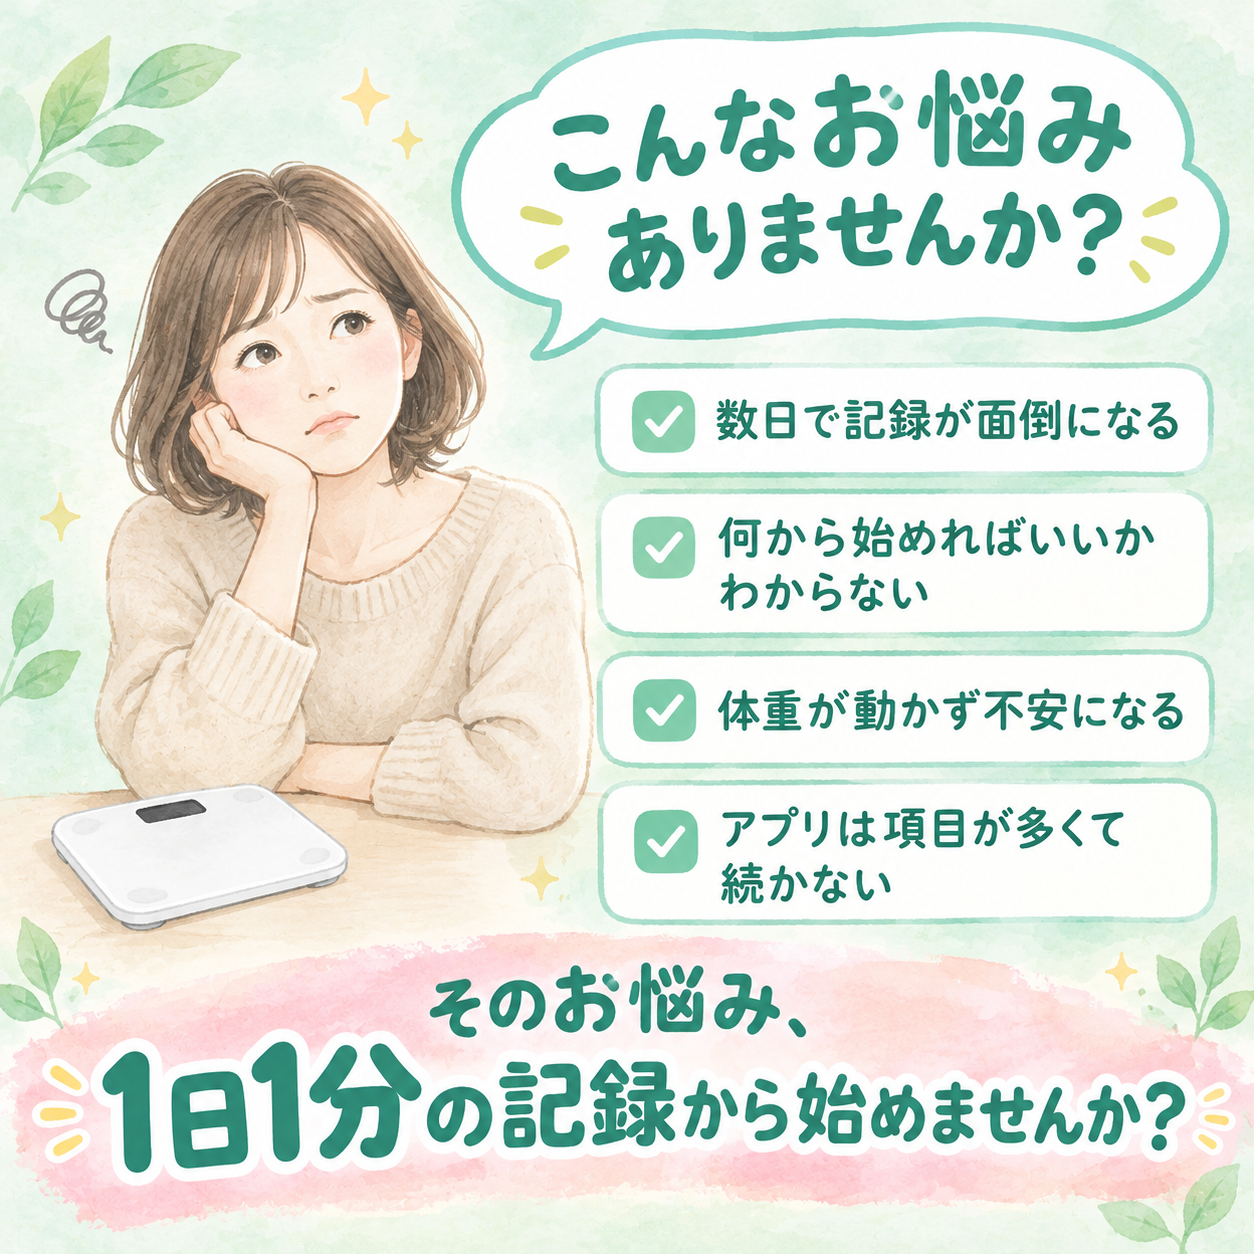 こんなお悩み
ありませんか?
数日で記録が面倒になる
何から始めればいいか
わからない
体重が動かず不安になる
アプリは項目が多くて
続かない
そのお悩み、
1日1分の記録から始めませんか?